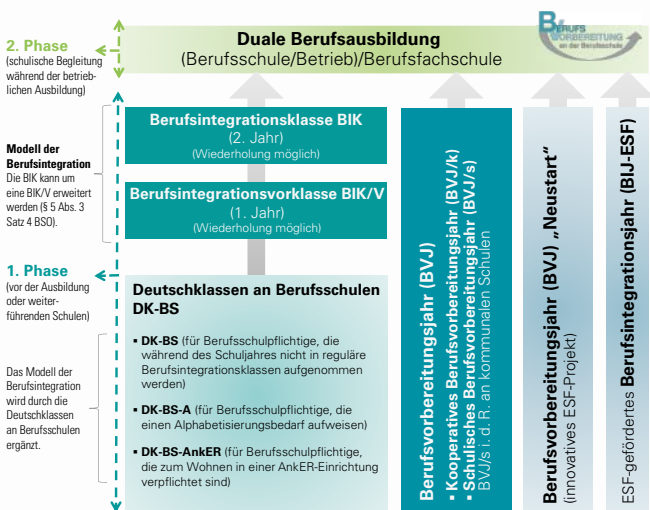 2. Phase
(schulische Begleitung
während der betrieb-
lichen Ausbildung)
Duale Berufsausbildung
(Berufsschule/Betrieb)/Berufsfachschule
BERUFS
VORBEREITUNG
an der Berufsschule
Modell der
Berufsintegration
Die BIK kann um
eine BIK/V erweitert
werden (§ 5 Abs. 3
Satz 4 BSO).
Berufsintegrationsklasse BIK
(2. Jahr)
(Wiederholung möglich)
Berufsintegrationsvorklasse BIK/V
(1. Jahr)
(Wiederholung möglich)
1. Phase
(vor der Ausbildung
oder weiter-
führenden Schulen)
Das Modell der
Berufsintegration
wird durch die
Deutschklassen
an Berufsschulen
ergänzt.
Deutschklassen an Berufsschulen
DK-BS
▪ DK-BS (für Berufsschulpflichtige, die
während des Schuljahres nicht in reguläre
Berufsintegrationsklassen aufgenommen
werden)
▪ DK-BS-A (für Berufsschulpflichtige, die
einen Alphabetisierungsbedarf aufweisen)
▪ DK-BS-AnkER (für Berufsschulpflichtige,
die zum Wohnen in einer AnkER-Einrichtung
verpflichtet sind)
Berufsvorbereitungsjahr (BVJ)
▪ Kooperatives Berufsvorbereitungsjahr (BVJ/k)
▪ Schulisches Berufsvorbereitungsjahr (BVJ/s)
BVJ/s i. d. R. an kommunalen Schulen
Berufsvorbereitungsjahr (BVJ) „Neustart“
(innovatives ESF-Projekt)
ESF-gefördertes Berufsintegrationsjahr (BIJ-ESF)